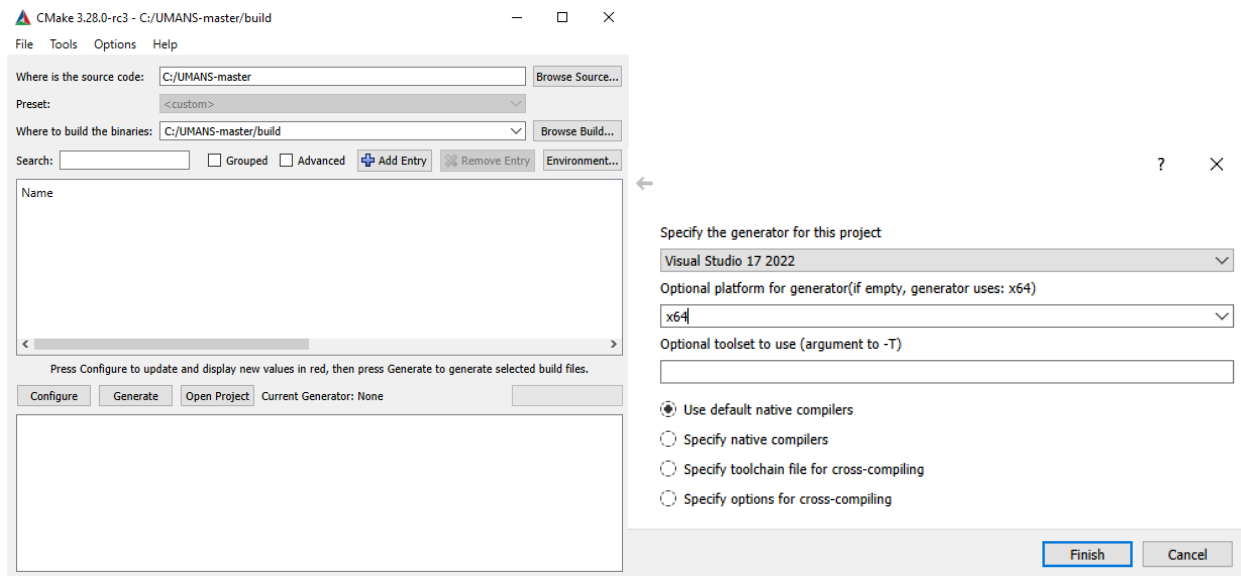 CMake 3.28.0-rc3 - C:/UMANS-master/build
File Tools Options Help
Where is the source code: C:/UMANS-master Browse Source...
Preset: <custom>
Where to build the binaries: C:/UMANS-master/build Browse Build...
Search: Grouped Advanced Add Entry Remove Entry Environment...
Name
Press Configure to update and display new values in red, then press Generate to generate selected build files.
Configure Generate Open Project Current Generator: None
?
Specify the generator for this project
Visual Studio 17 2022
Optional platform for generator(if empty, generator uses: x64)
x64
Optional toolset to use (argument to -T)
Use default native compilers
Specify native compilers
Specify toolchain file for cross-compiling
Specify options for cross-compiling
Finish Cancel